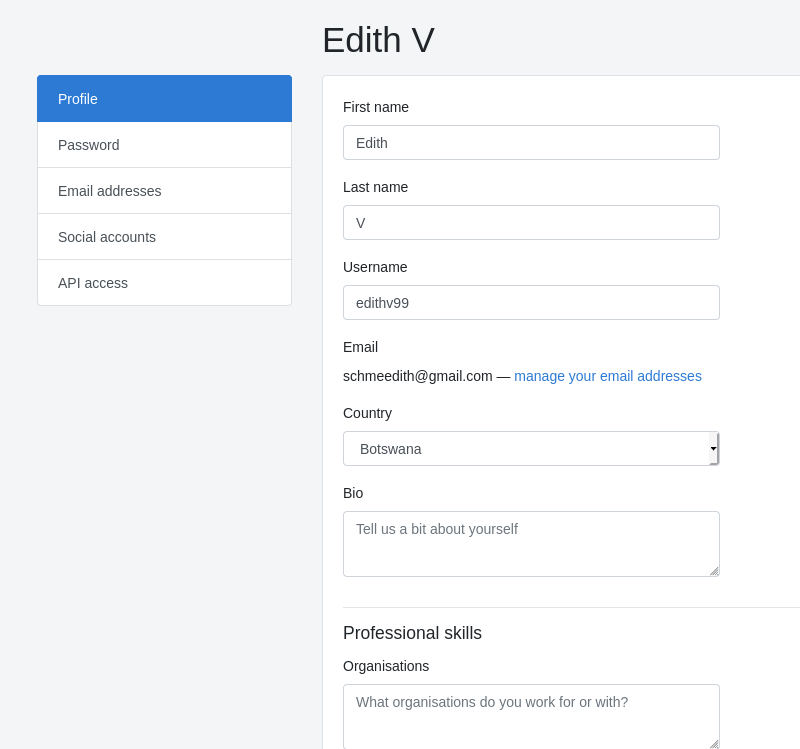 Edith V
Profile
Password
Email addresses
Social accounts
API access
First name
Edith
Last name
V
Username
edithv99
Email
schmeedith@gmail.com — manage your email addresses
Country
Botswana
Bio
Tell us a bit about yourself
Professional skills
Organisations
What organisations do you work for or with?